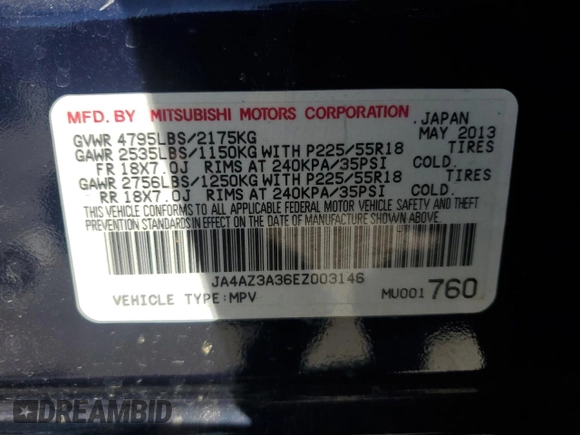 MFD. BY MITSUBISHI MOTORS CORPORATION JAPAN
GVWR 4795LBS/2175KG MAY 2013
GAWR 2535LBS/1150KG WITH P225/55R18 TIRES
FR 18X7.0J RIMS AT 240KPA/35PSI COLD.
GAWR 2756LBS/1250KG WITH P225/55R18 TIRES
RR 18X7.0J RIMS AT 240KPA/35PSI COLD.
THIS VEHICLE CONFORMS TO ALL APPLICABLE FEDERAL MOTOR VEHICLE SAFETY AND THEFT
PREVENTION STANDARDS IN EFFECT ON THE DATE OF MANUFACTURE SHOWN ABOVE.
JA4AZ3A36EZ003146
VEHICLE TYPE:MPV MU001760
DREAMBID